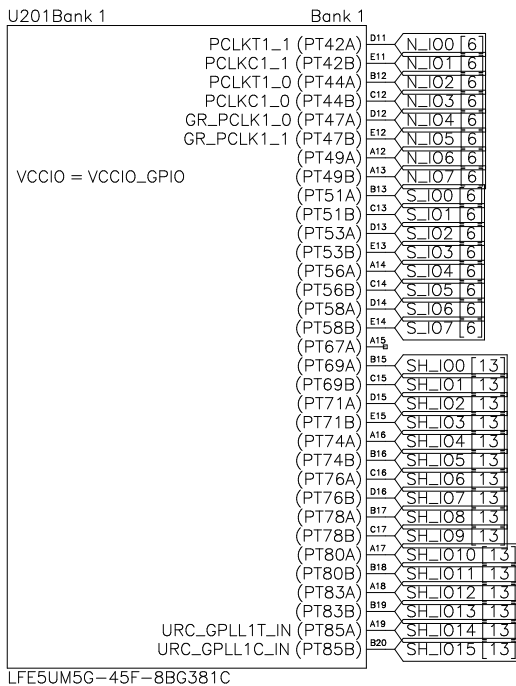 U201Bank 1 Bank 1
PCLKT1_1 (PT42A) D11 N_IO0 [6]
PCLKC1_1 (PT42B) E11 N_IO1 [6]
PCLKT1_0 (PT44A) B12 N_IO2 [6]
PCLKC1_0 (PT44B) C12 N_IO3 [6]
GR_PCLK1_0 (PT47A) D12 N_IO4 [6]
GR_PCLK1_1 (PT47B) E12 N_IO5 [6]
(PT49A) A12 N_IO6 [6]
VCCIO = VCCIO_GPIO (PT49B) A13 N_IO7 [6]
(PT51A) B13 S_IO0 [6]
(PT51B) C13 S_IO1 [6]
(PT53A) D13 S_IO2 [6]
(PT53B) E13 S_IO3 [6]
(PT56A) A14 S_IO4 [6]
(PT56B) C14 S_IO5 [6]
(PT58A) D14 S_IO6 [6]
(PT58B) E14 S_IO7 [6]
(PT67A) A15
(PT69A) B15 SH_IO0 [13]
(PT69B) C15 SH_IO1 [13]
(PT71A) D15 SH_IO2 [13]
(PT71B) E15 SH_IO3 [13]
(PT74A) A16 SH_IO4 [13]
(PT74B) B16 SH_IO5 [13]
(PT76A) C16 SH_IO6 [13]
(PT76B) D16 SH_IO7 [13]
(PT78A) B17 SH_IO8 [13]
(PT78B) C17 SH_IO9 [13]
(PT80A) A17 SH_IO10 [13]
(PT80B) B18 SH_IO11 [13]
(PT83A) A18 SH_IO12 [13]
(PT83B) B19 SH_IO13 [13]
URC_GPLL1T_IN (PT85A) A19 SH_IO14 [13]
URC_GPLL1C_IN (PT85B) B20 SH_IO15 [13]
LFE5UM5G-45F-8BG381C